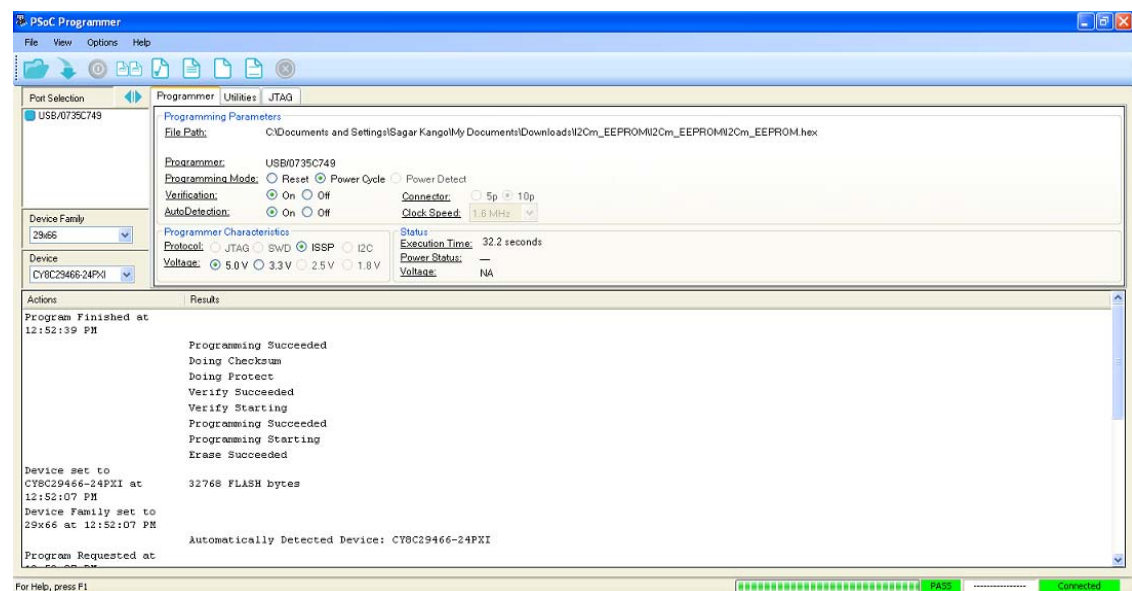 PSoC Programmer
File View Options Help
Port Selection
USB/0735C749
Device Family
29x66
Device
CY8C29466-24PXI
Programmer Utilities JTAG
Programming Parameters
File Path: C:\Documents and Settings\Sagar Kango\My Documents\Downloads\I2Cm_EEPROM\I2Cm_EEPROM\I2Cm_EEPROM.hex
Programmer: USB/0735C749
Programming Mode: Reset Power Cycle Power Detect
Verification: On Off Connector: 5p 10p
AutoDetection: On Off Clock Speed: 1.6 MHz
Programmer Characteristics
Protocol: JTAG SWD ISSP I2C
Voltage: 5.0 V 3.3 V 2.5 V 1.8 V
Status
Execution Time: 32.2 seconds
Power Status: —
Voltage: NA
Actions Results
Program Finished at
12:52:39 PM
Programming Succeeded
Doing Checksum
Doing Protect
Verify Succeeded
Verify Starting
Programming Succeeded
Programming Starting
Erase Succeeded
Device set to
CY8C29466-24PXI at 32768 FLASH bytes
12:52:07 PM
Device Family set to
29x66 at 12:52:07 PM
Automatically Detected Device: CY8C29466-24PXI
Program Requested at
For Help, press F1
PASS ---------------- Connected